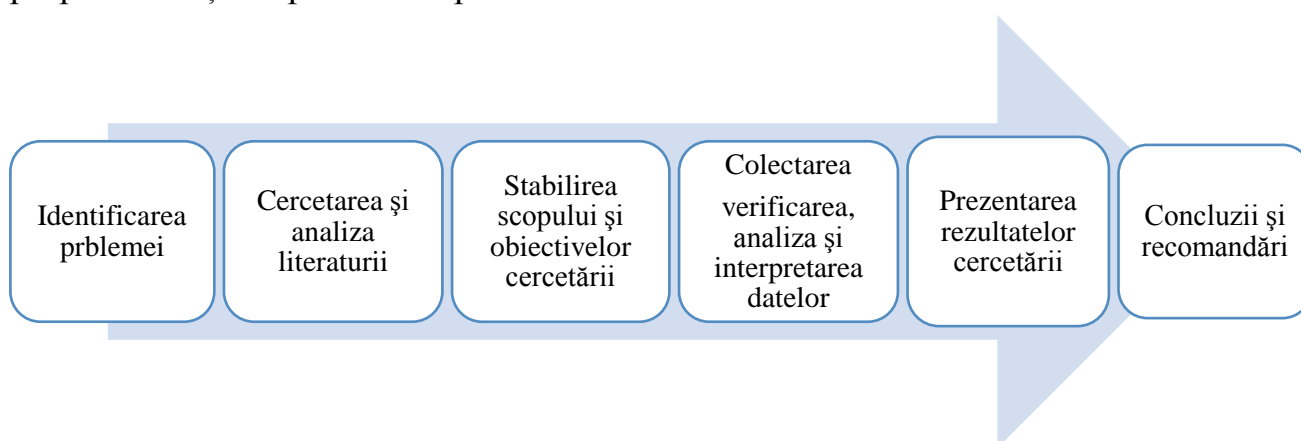 Identificarea
prblemei
Cercetarea şi
analiza
literaturii
Stabilirea
scopului şi
obiectivelor
cercetării
Colectarea
verificarea,
analiza şi
interpretarea
datelor
Prezentarea
rezultatelor
cercetării
Concluzii şi
recomandări